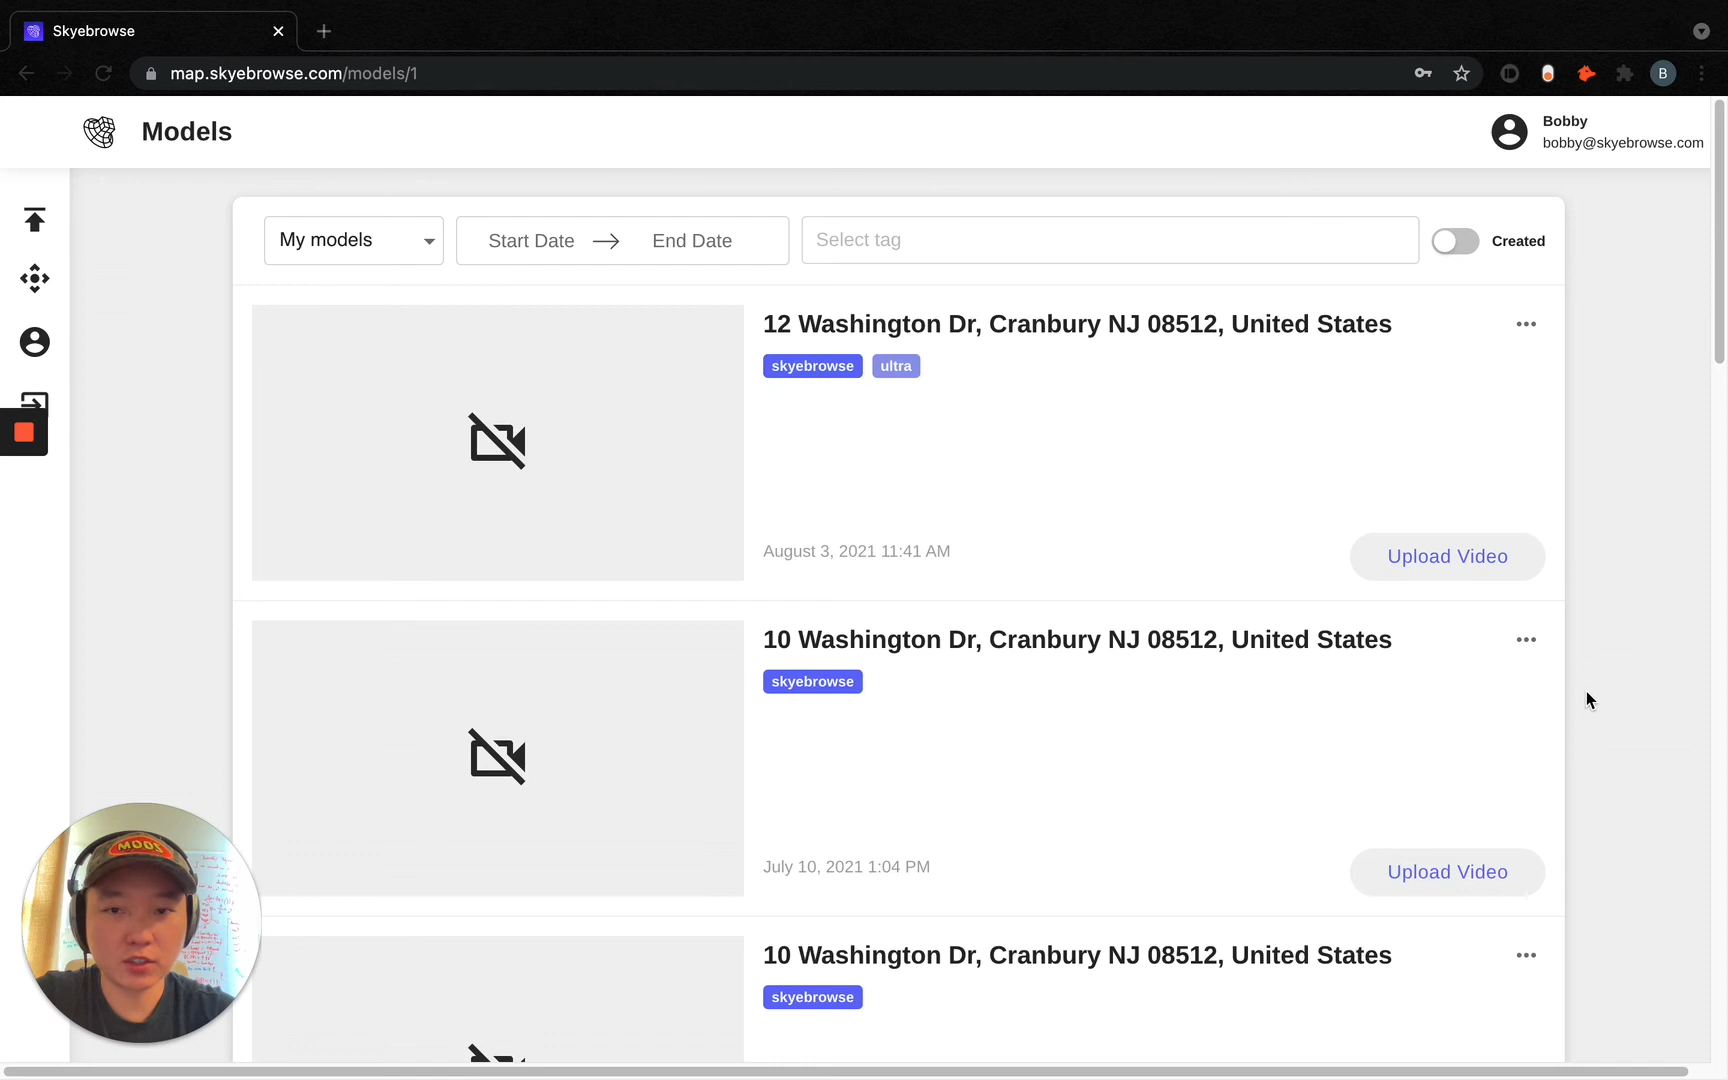 Skyebrowse
map.skyebrowse.com/models/1
B
Models
Bobby
bobby@skyebrowse.com
My models
Start Date
End Date
Select tag
Created
12 Washington Dr, Cranbury NJ 08512, United States
skyebrowse
ultra
August 3, 2021 11:41 AM
Upload Video
10 Washington Dr, Cranbury NJ 08512, United States
skyebrowse
July 10, 2021 1:04 PM
Upload Video
MOOS
10 Washington Dr, Cranbury NJ 08512, United States
skyebrowse